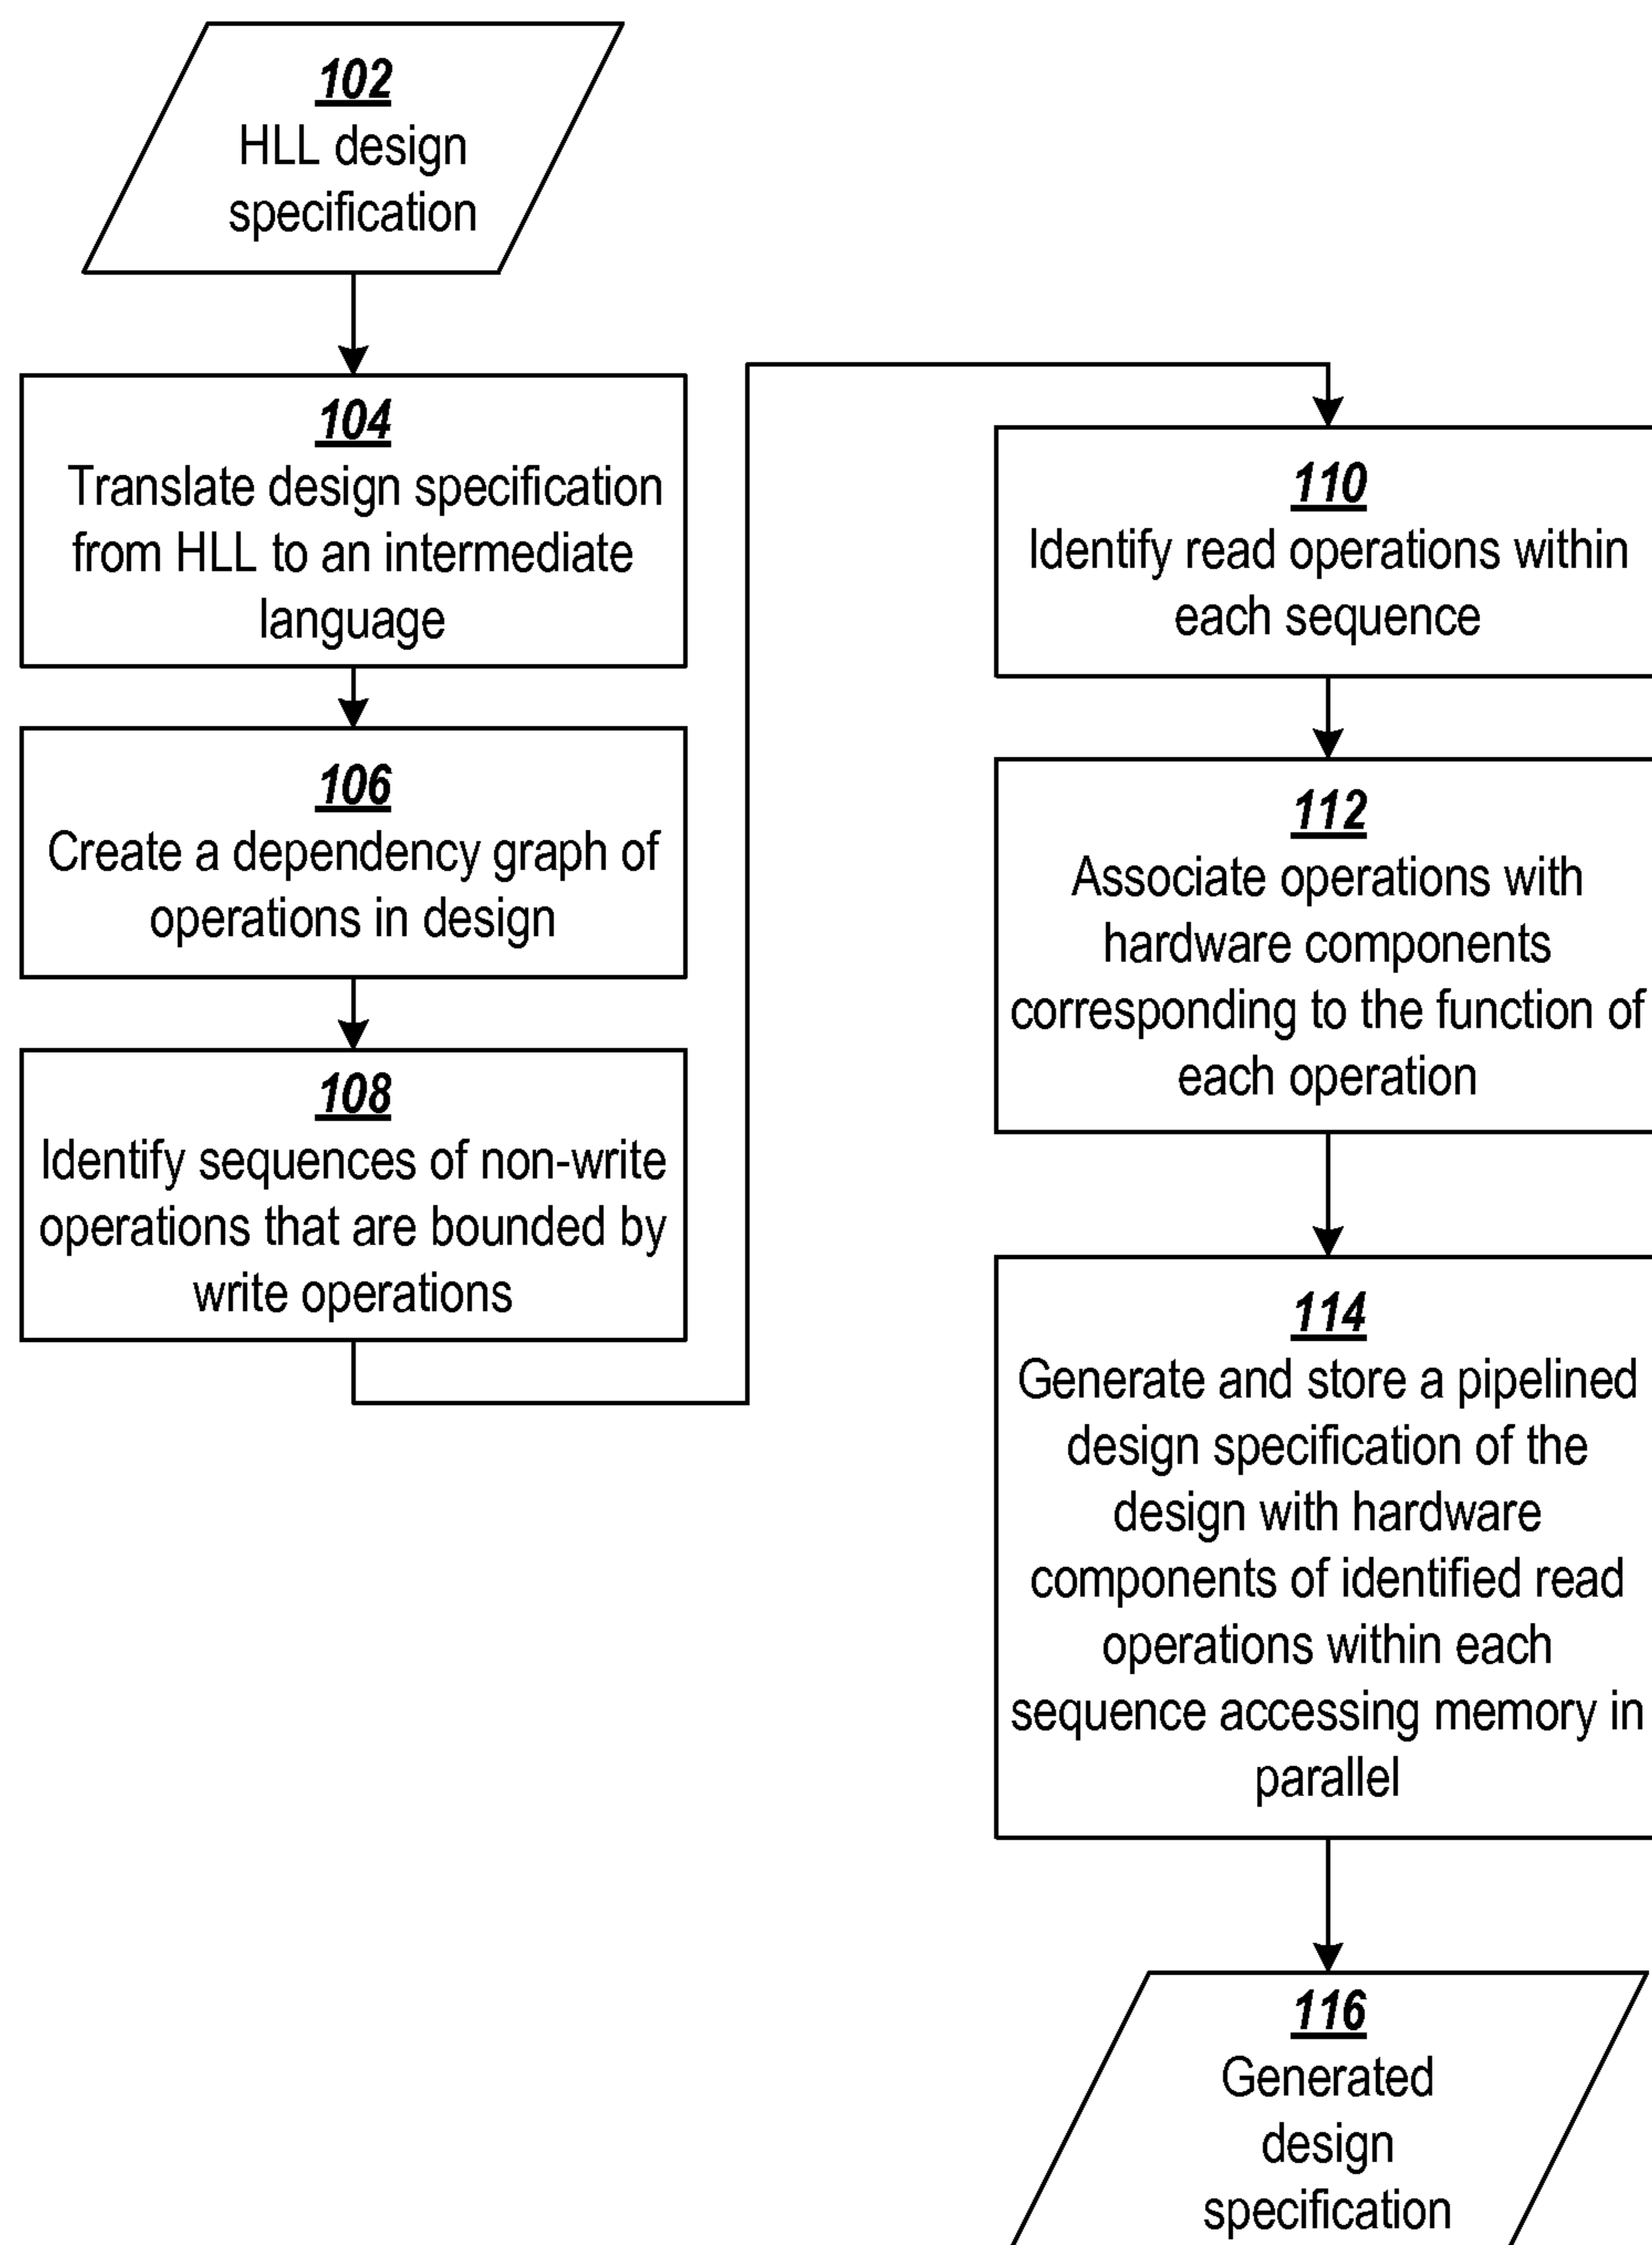 102
HLL design
specification
104
Translate design specification
from HLL to an intermediate
language
106
Create a dependency graph of
operations in design
108
Identify sequences of non-write
operations that are bounded by
write operations
110
Identify read operations within
each sequence
112
Associate operations with
hardware components
corresponding to the function of
each operation
114
Generate and store a pipelined
design specification of the
design with hardware
components of identified read
operations within each
sequence accessing memory in
parallel
116
Generated
design
specification